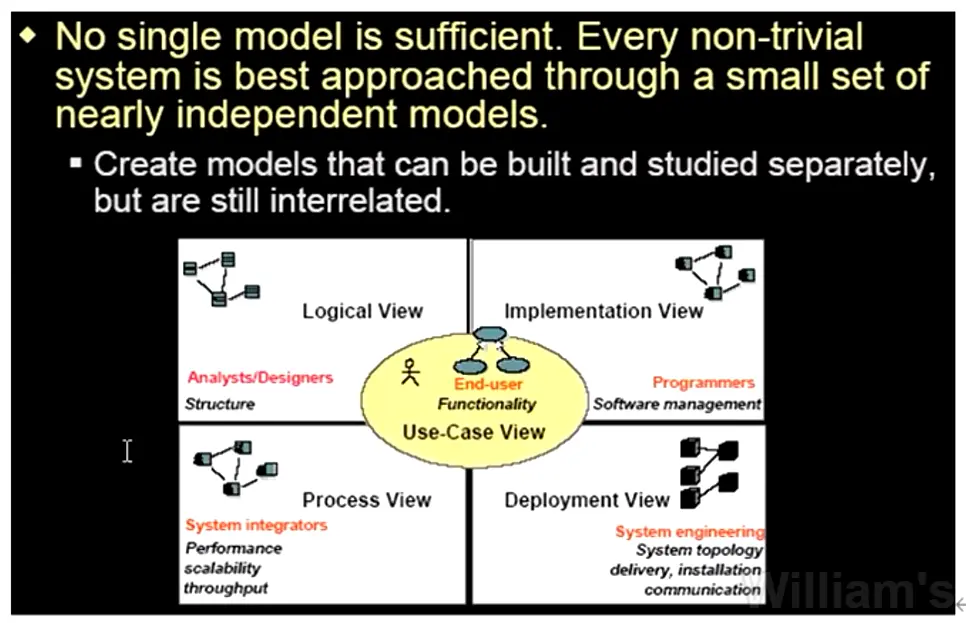 No single model is sufficient. Every non-trivial
system is best approached through a small set of
nearly independent models.
Create models that can be built and studied separately,
but are still interrelated.
Logical View
Analysts/Designers
Structure
Implementation View
Programmers
Software management
End-user
Functionality
Use-Case View
Process View
System integrators
Performance
scalability
throughput
Deployment View
System engineering
System topology
delivery, installation
communication
William's